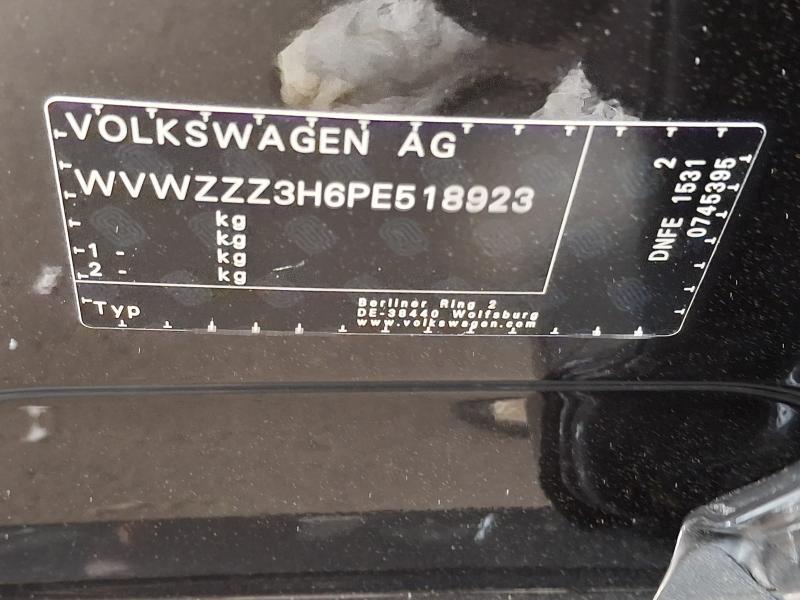 VOLKSWAGEN AG
WVWZZZ3H6PE518923
kg
kg
1 - kg
2 - kg
Typ
Berliner Ring 2
DE-38440 Wolfsburg
www.volkswagen.com
2
DNFE 1531
0745395